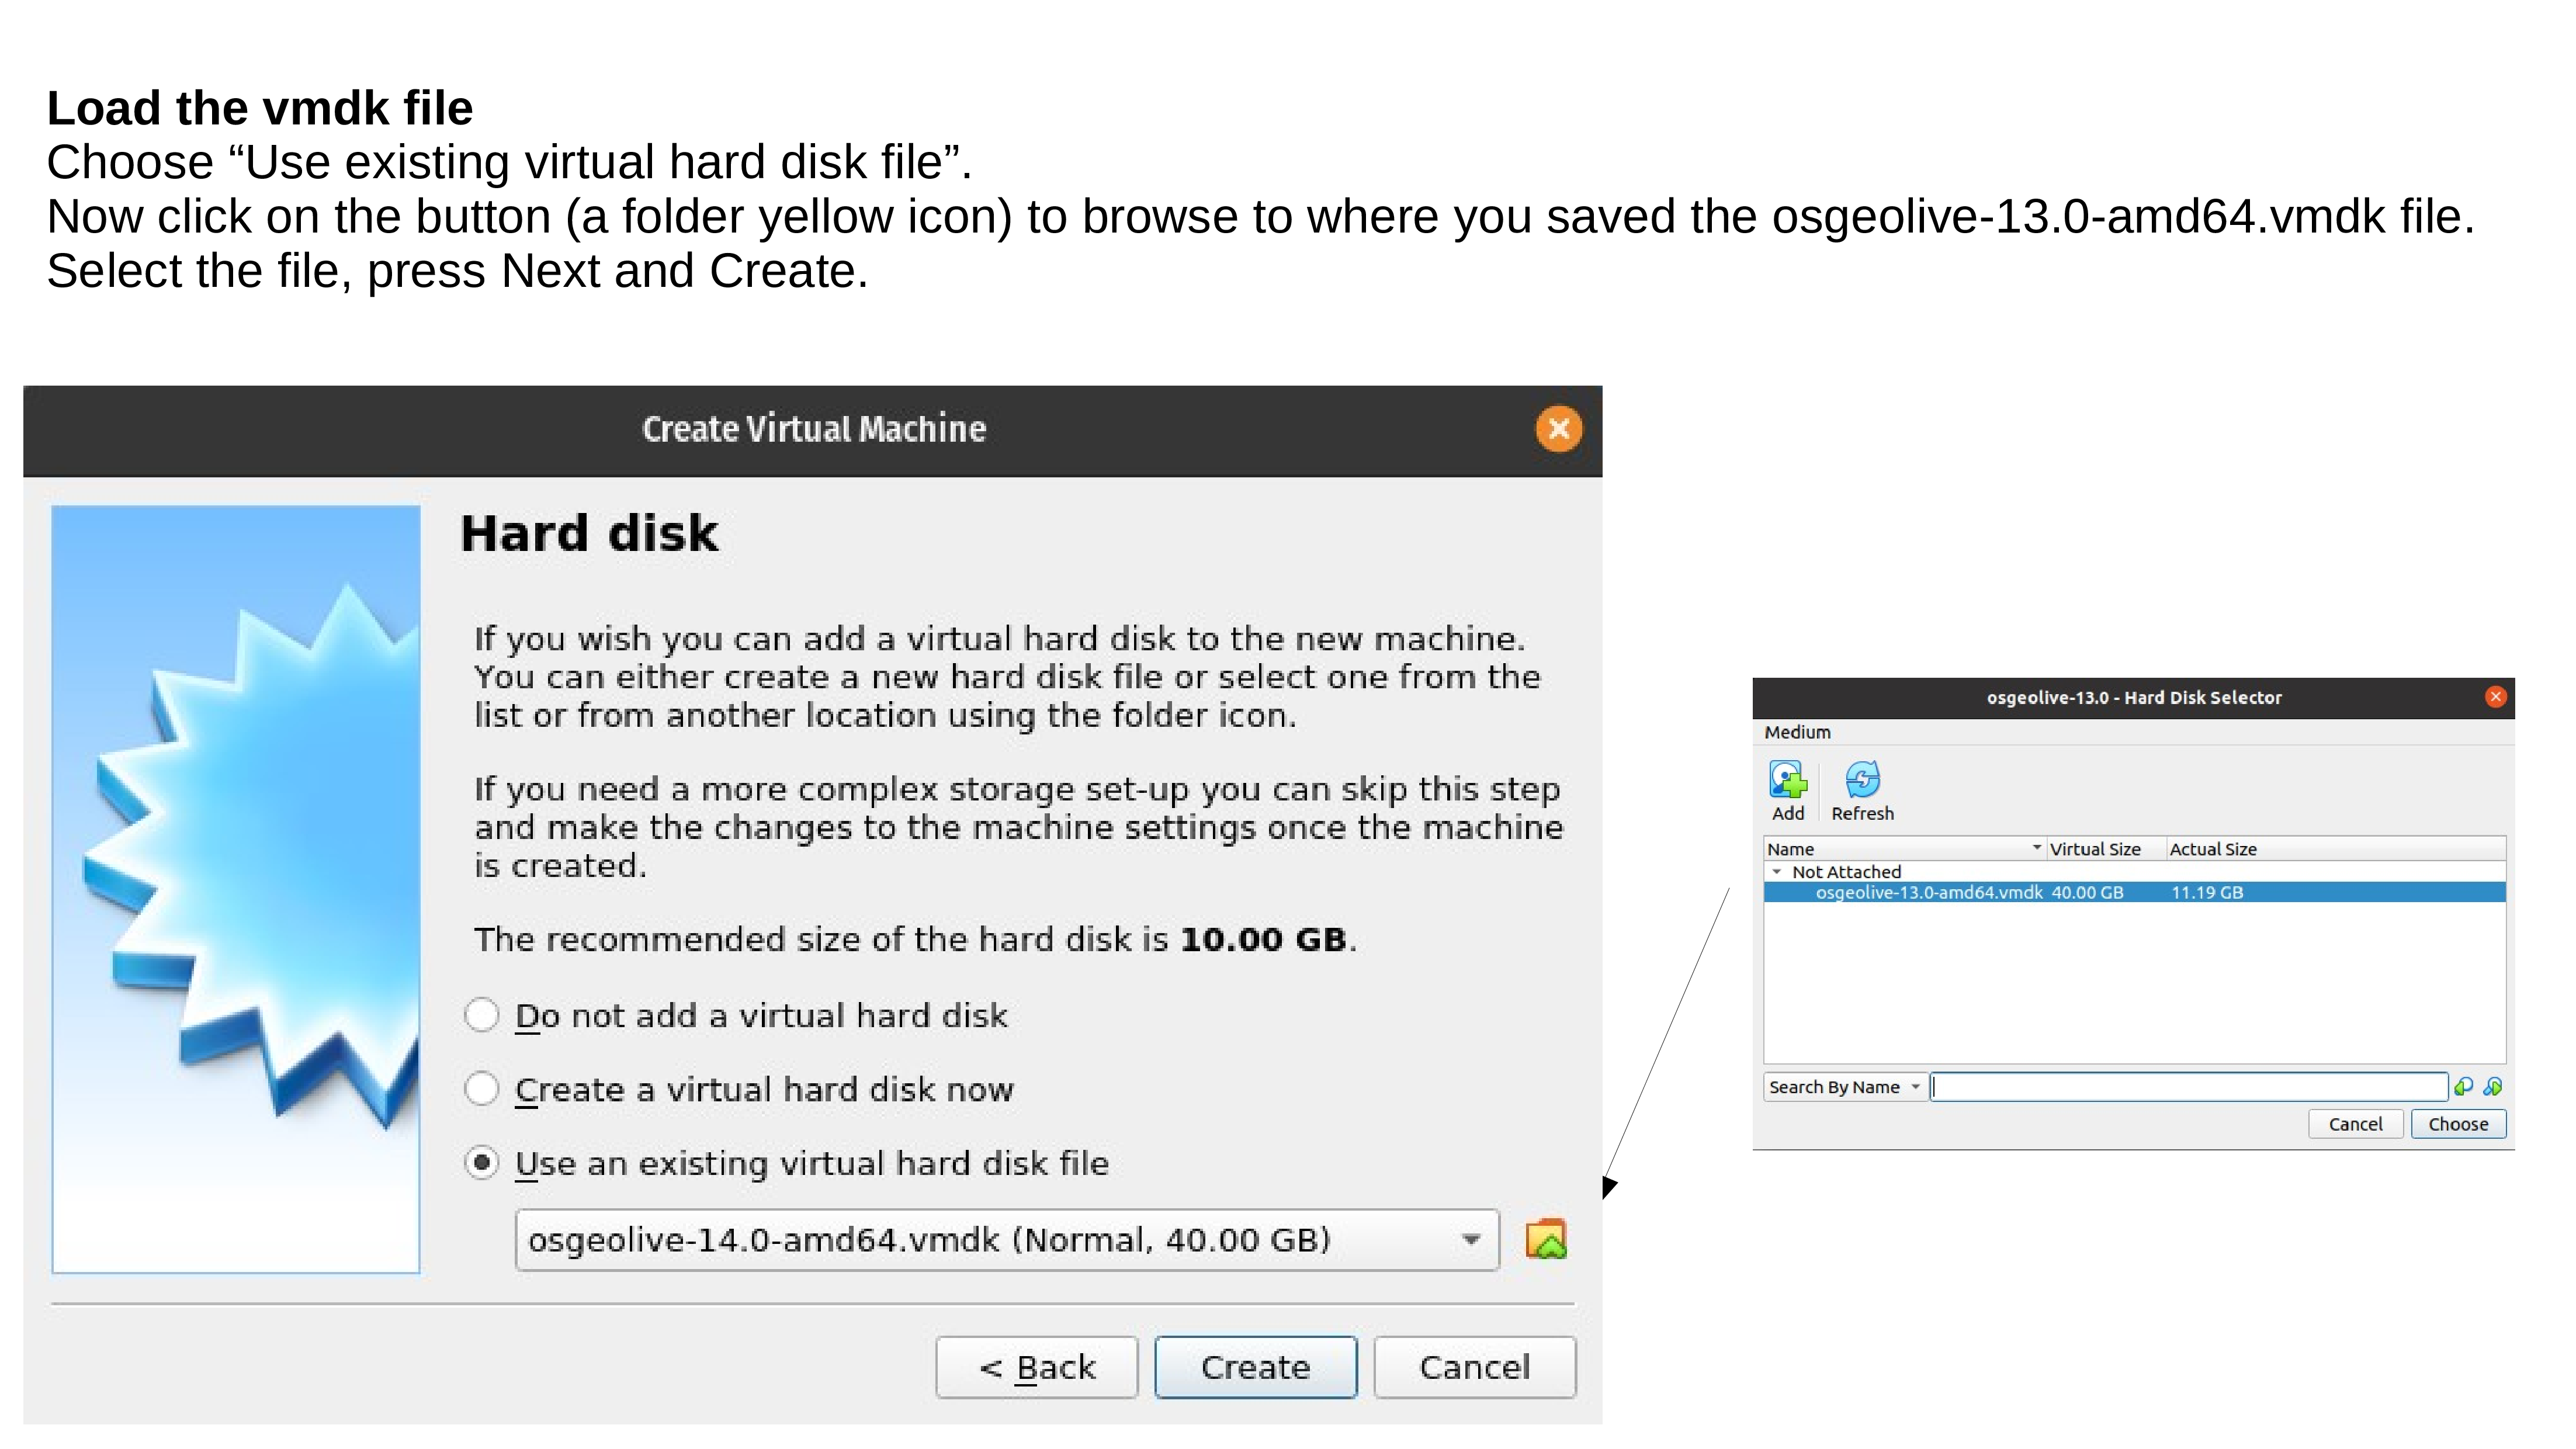 Load the vmdk file
Choose “Use existing virtual hard disk file”.
Now click on the button (a folder yellow icon) to browse to where you saved the osgeolive-13.0-amd64.vmdk file.
Select the file, press Next and Create.
Create Virtual Machine
Hard disk
If you wish you can add a virtual hard disk to the new machine.
You can either create a new hard disk file or select one from the
list or from another location using the folder icon.
If you need a more complex storage set-up you can skip this step
and make the changes to the machine settings once the machine
is created.
The recommended size of the hard disk is 10.00 GB.
Do not add a virtual hard disk
Create a virtual hard disk now
Use an existing virtual hard disk file
osgeolive-14.0-amd64.vmdk (Normal, 40.00 GB)
< Back Create Cancel
osgeolive-13.0 - Hard Disk Selector
Medium
Add Refresh
Name Virtual Size Actual Size
Not Attached
osgeolive-13.0-amd64.vmdk 40.00 GB 11.19 GB
Search By Name
Cancel Choose